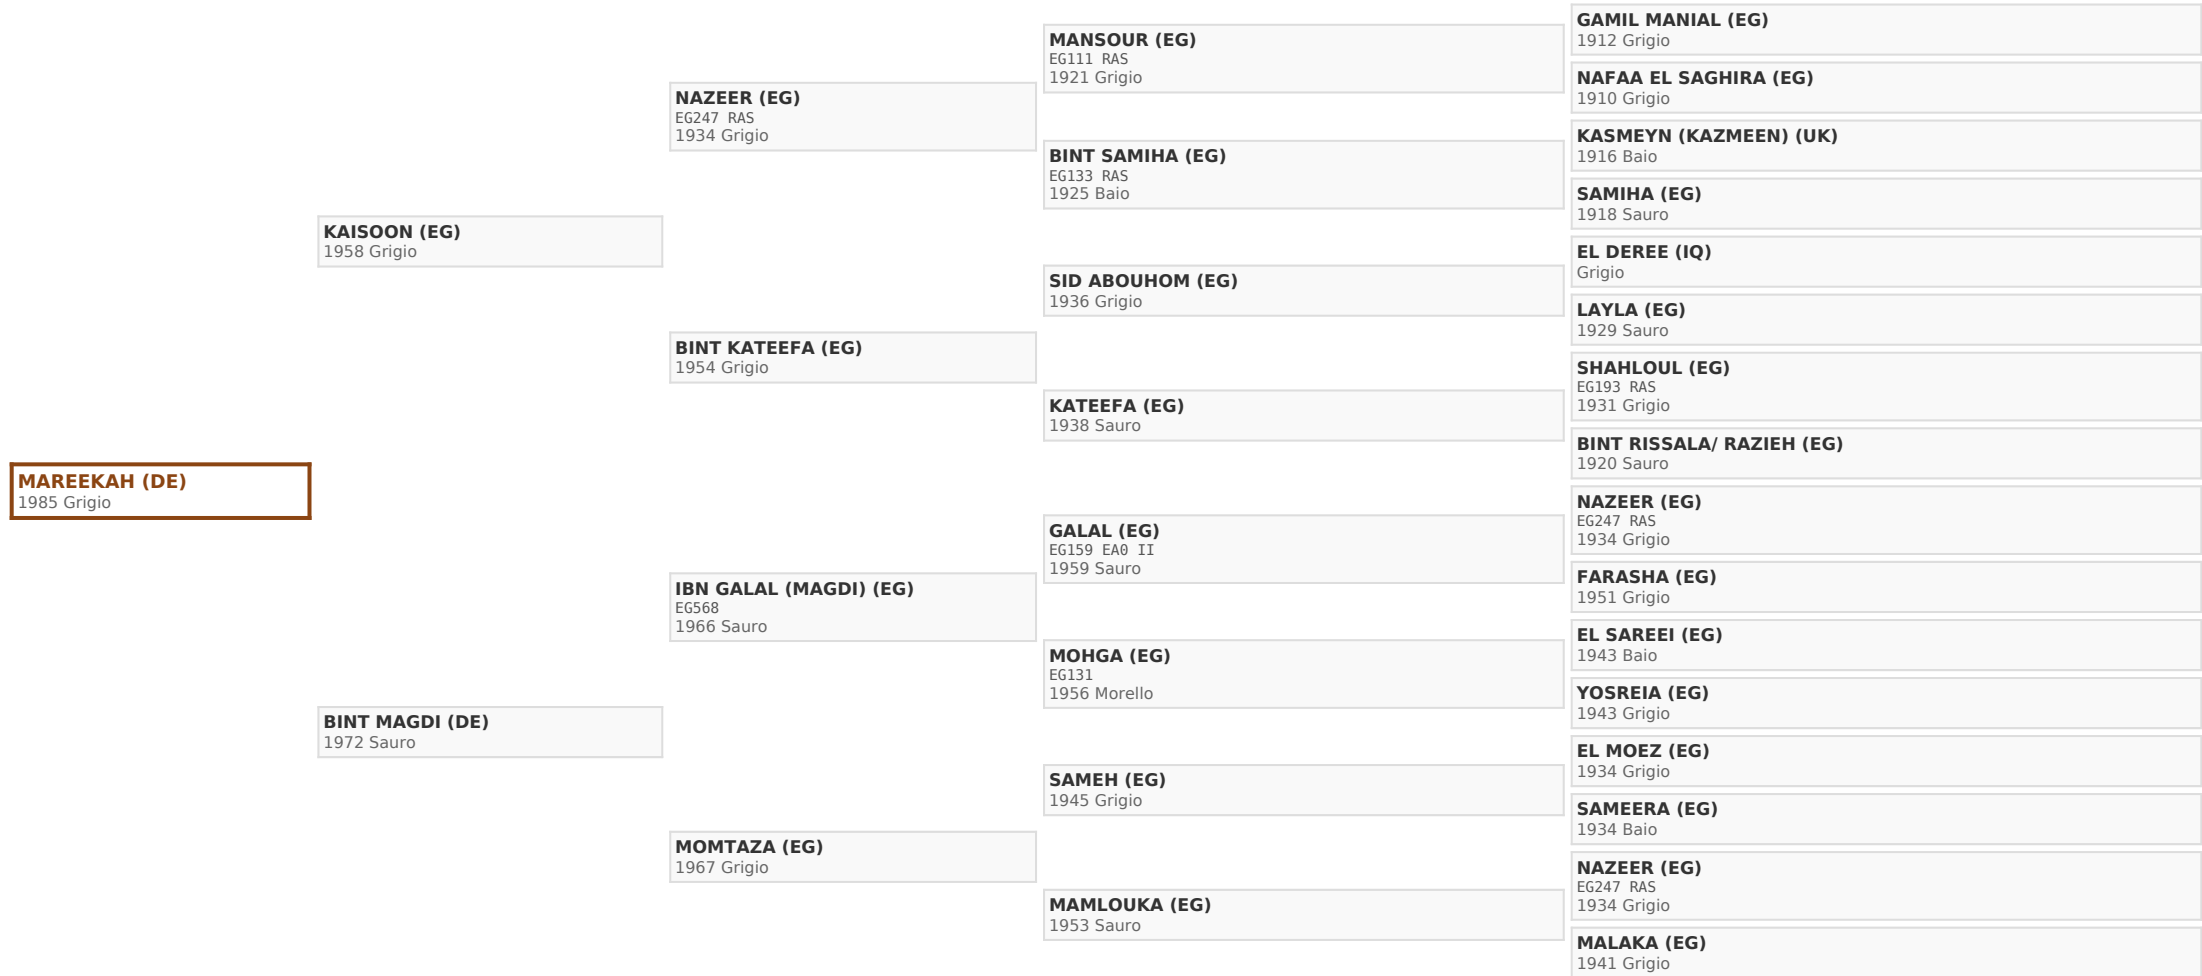 MAREEKAH (DE)
1985 Grigio
KAISOON (EG)
1958 Grigio
BINT MAGDI (DE)
1972 Sauro
NAZEER (EG)
EG247 RAS
1934 Grigio
BINT KATEEFA (EG)
1954 Grigio
IBN GALAL (MAGDI) (EG)
EG568
1966 Sauro
MOMTAZA (EG)
1967 Grigio
MANSOUR (EG)
EG111 RAS
1921 Grigio
BINT SAMIHA (EG)
EG133 RAS
1925 Baio
SID ABOUHOM (EG)
1936 Grigio
KATEEFA (EG)
1938 Sauro
GALAL (EG)
EG159 EAO II
1959 Sauro
MOHGA (EG)
EG131
1956 Morello
SAMEH (EG)
1945 Grigio
MAMLOUKA (EG)
1953 Sauro
GAMIL MANIAL (EG)
1912 Grigio
NAFAA EL SAGHIRA (EG)
1910 Grigio
KASMEYN (KAZMEEN) (UK)
1916 Baio
SAMIHA (EG)
1918 Sauro
EL DEREE (IQ)
Grigio
LAYLA (EG)
1929 Sauro
SHAHLOUL (EG)
EG193 RAS
1931 Grigio
BINT RISSALA/ RAZIEH (EG)
1920 Sauro
NAZEER (EG)
EG247 RAS
1934 Grigio
FARASHA (EG)
1951 Grigio
EL SAREEI (EG)
1943 Baio
YOSREIA (EG)
1943 Grigio
EL MOEZ (EG)
1934 Grigio
SAMEERA (EG)
1934 Baio
NAZEER (EG)
EG247 RAS
1934 Grigio
MALAKA (EG)
1941 Grigio